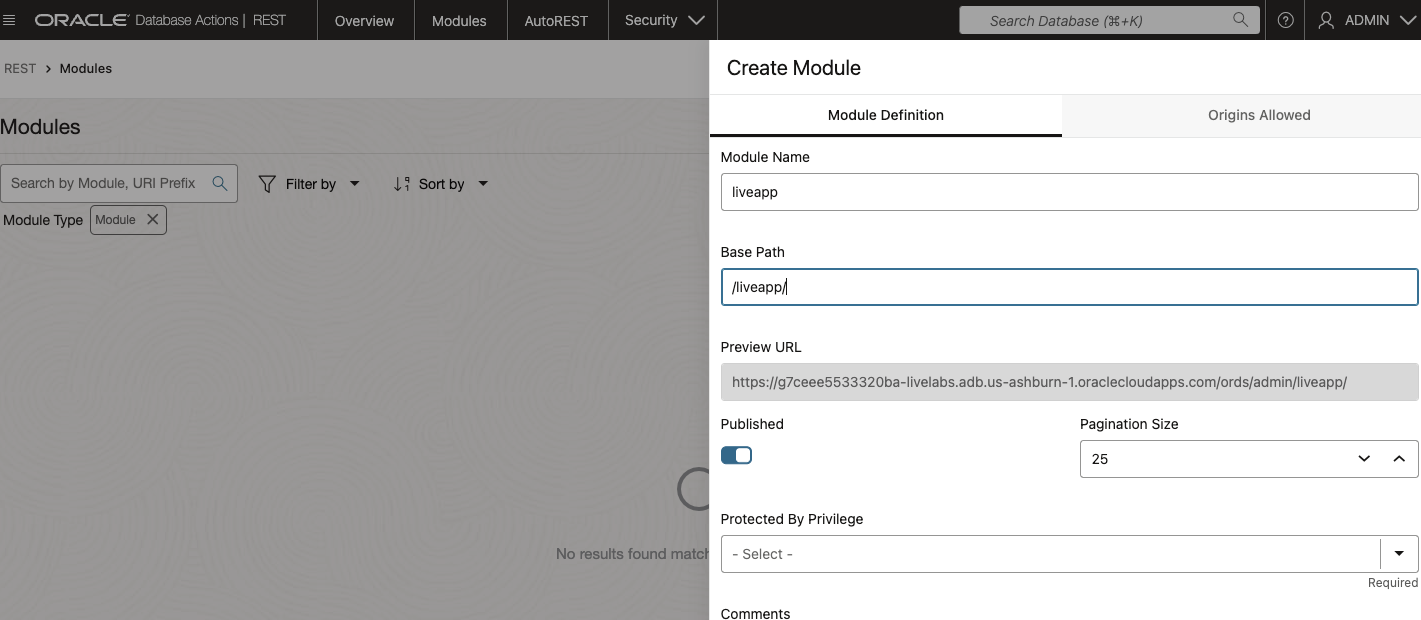 ORACLE Database Actions | REST Overview Modules AutoREST Security Search Database (⌘+K) ADMIN
REST > Modules
Modules
Search by Module, URI Prefix Filter by Sort by
Module Type Module
No results found match
Create Module
Module Definition Origins Allowed
Module Name
liveapp
Base Path
/liveapp/
Preview URL
https://g7ceee5533320ba-livelabs.adb.us-ashburn-1.oraclecloudapps.com/ords/admin/liveapp/
Published Pagination Size
25
Protected By Privilege
- Select -
Required
Comments